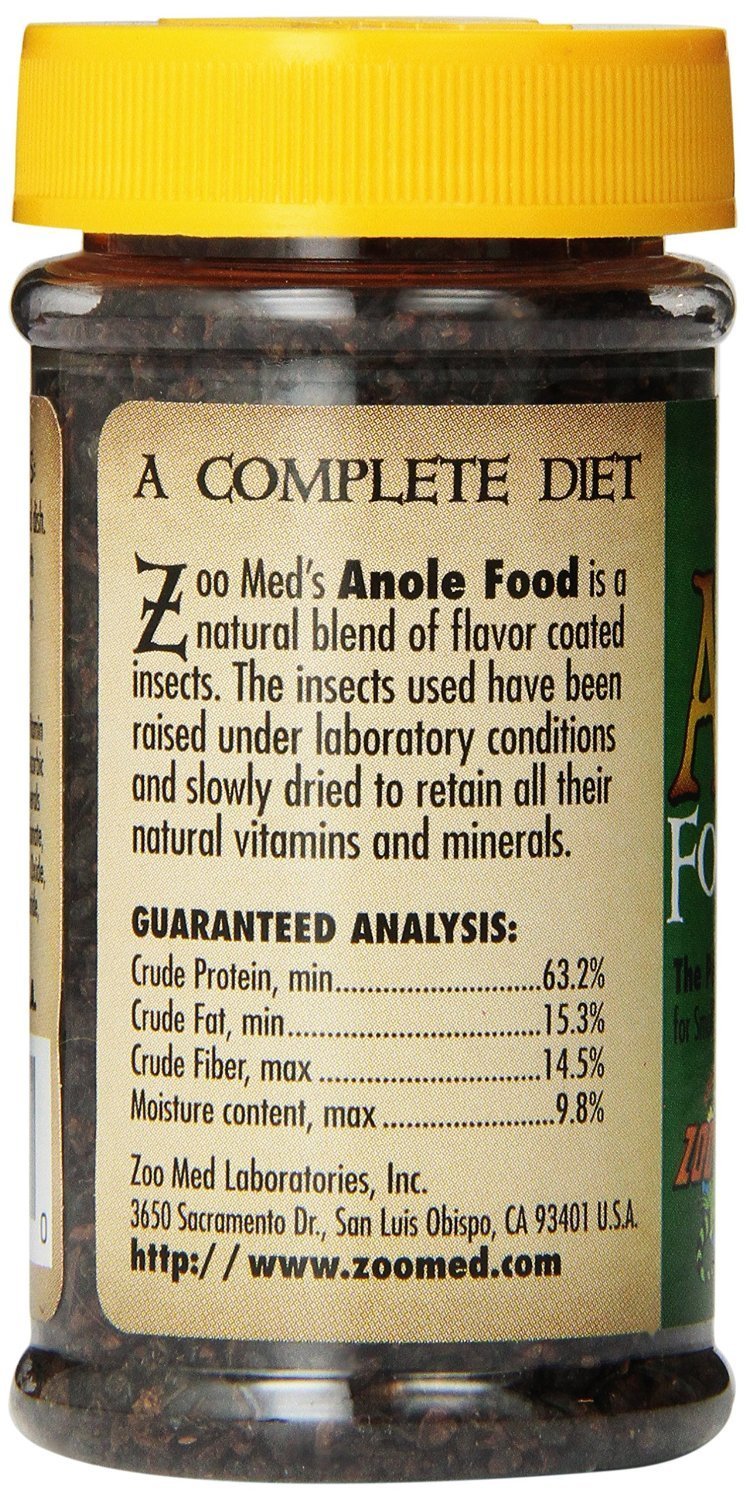 A COMPLETE DIET
Zoo Med's Anole Food is a
natural blend of flavor coated
insects. The insects used have been
raised under laboratory conditions
and slowly dried to retain all their
natural vitamins and minerals.
GUARANTEED ANALYSIS:
Crude Protein, min..........................63.2%
Crude Fat, min................................15.3%
Crude Fiber, max ............................14.5%
Moisture content, max ......................9.8%
Zoo Med Laboratories, Inc.
3650 Sacramento Dr., San Luis Obispo, CA 93401 U.S.A.
http://www.zoomed.com
The
for
0